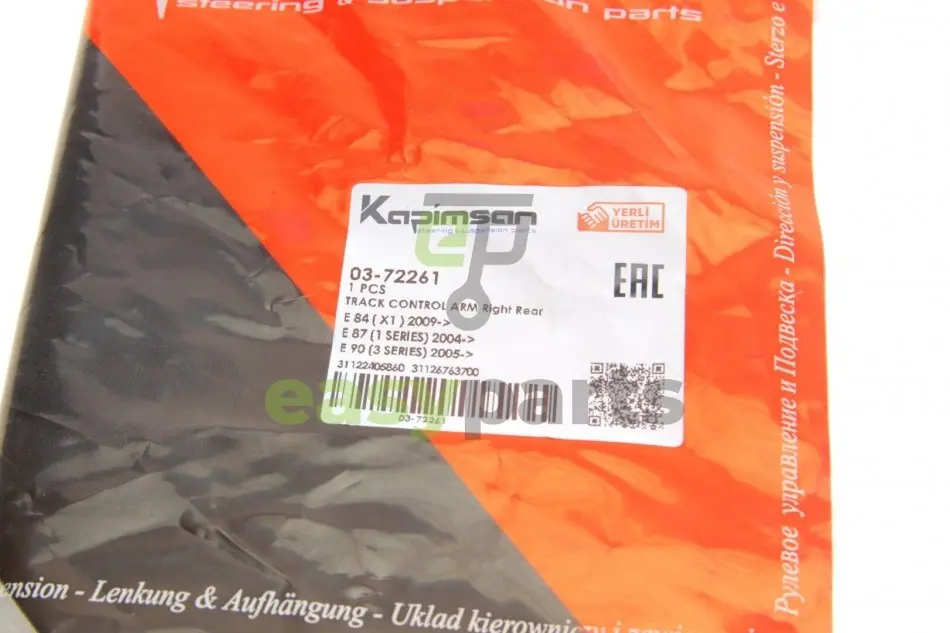 steering & suspension parts
Kapimsan
steering & suspension parts
YERLİ
ÜRETİM
EAC
03-72261
1 PCS
TRACK CONTROL ARM-Right Rear
E 84 ( X1 ) 2009->
E 87 (1 SERIES) 2004->
E 90 (3 SERIES) 2005->
31122405860 31126763700
03-72261
ep
easyparts
Рулевое управление и Подвеска - Dirección y suspensión - Sterzo e
ension - Lenkung & Aufhängung - Uklad kierowniczy i